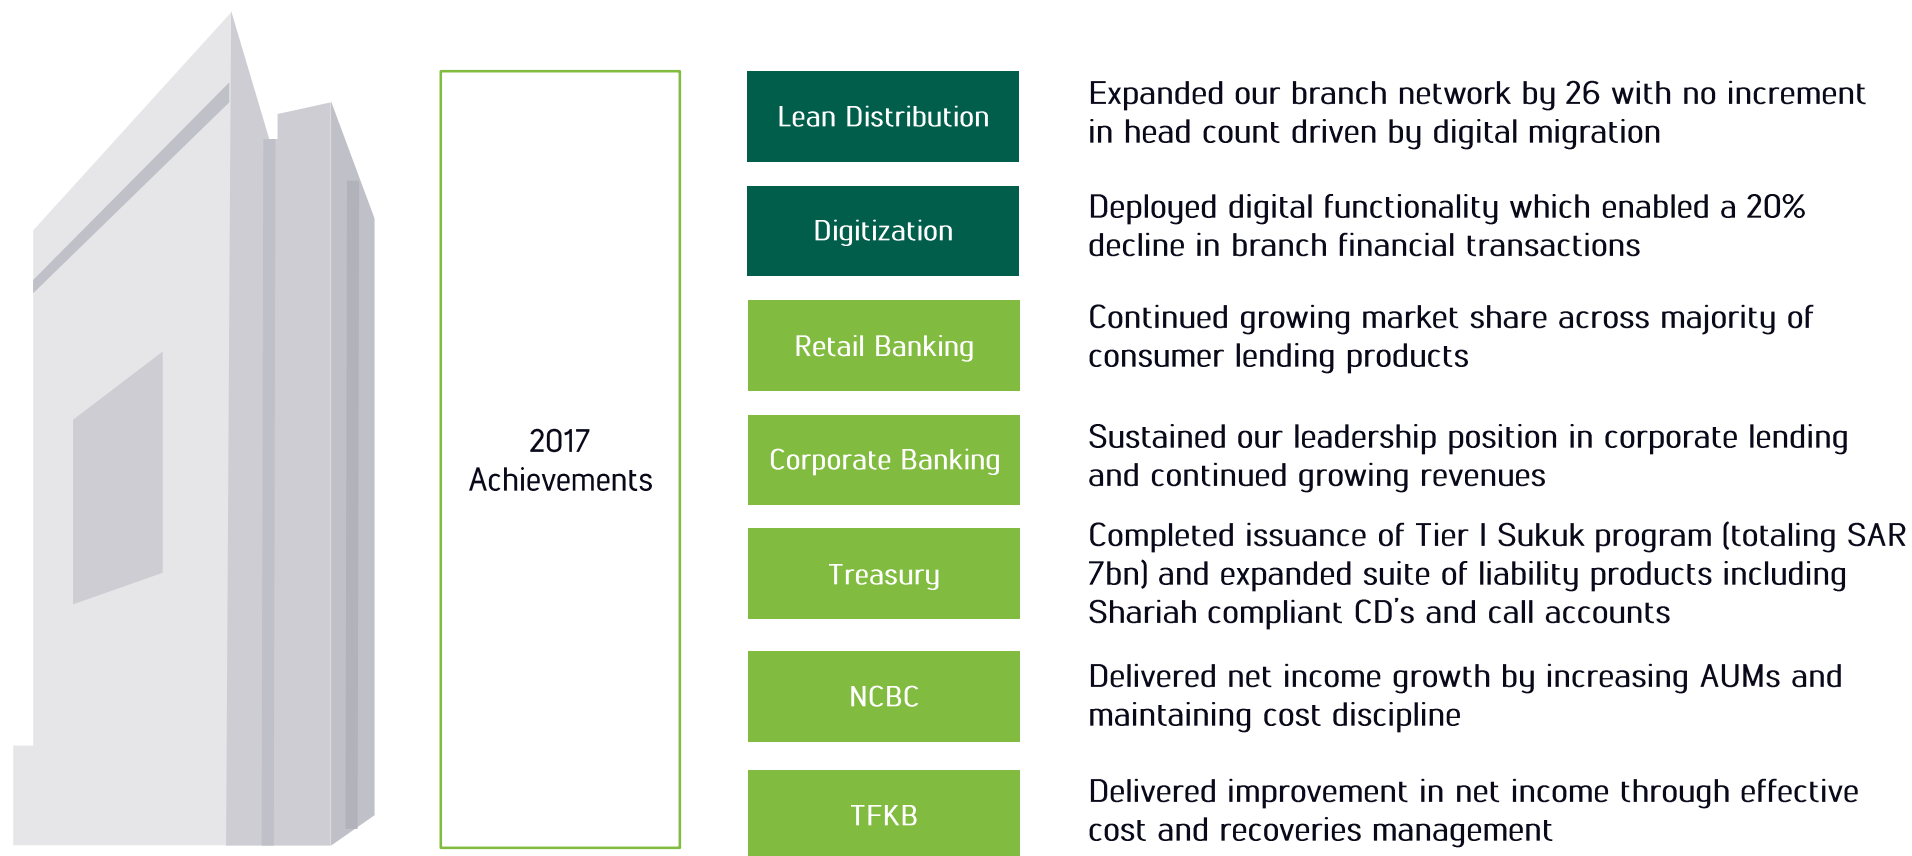 2017
Achievements
Lean Distribution
Expanded our branch network by 26 with no increment
in head count driven by digital migration
Digitization
Deployed digital functionality which enabled a 20%
decline in branch financial transactions
Retail Banking
Continued growing market share across majority of
consumer lending products
Corporate Banking
Sustained our leadership position in corporate lending
and continued growing revenues
Treasury
Completed issuance of Tier I Sukuk program (totaling SAR
7bn) and expanded suite of liability products including
Shariah compliant CD's and call accounts
NCBC
Delivered net income growth by increasing AUMs and
maintaining cost discipline
TFKB
Delivered improvement in net income through effective
cost and recoveries management